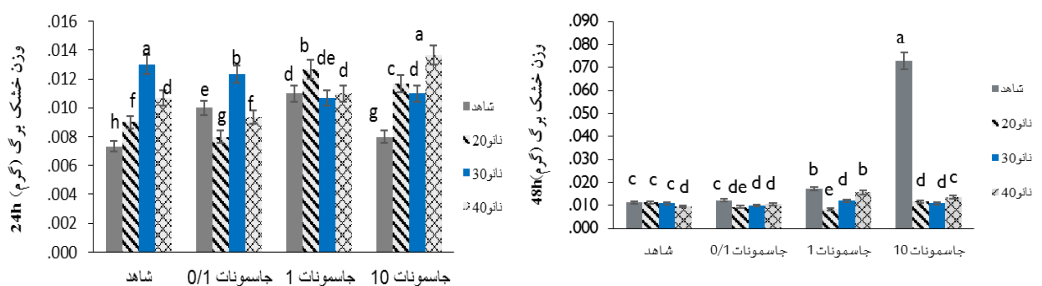 وزن خشک برگ (گرم) 24h
.016
.014
.012
.010
.008
.006
.004
.002
.000
h f a d
e g b f
d b de d
g c d a
شاهد
جاسمونات 0/1
جاسمونات 1
جاسمونات 10
شاهد
نانو20
نانو30
نانو40
وزن خشک برگ (گرم) 48h
.090
.080
.070
.060
.050
.040
.030
.020
.010
.000
c c c d
c de d d
b e d b
a d d c
شاهد
جاسمونات 0/1
جاسمونات 1
جاسمونات 10
شاهد
نانو20
نانو30
نانو40